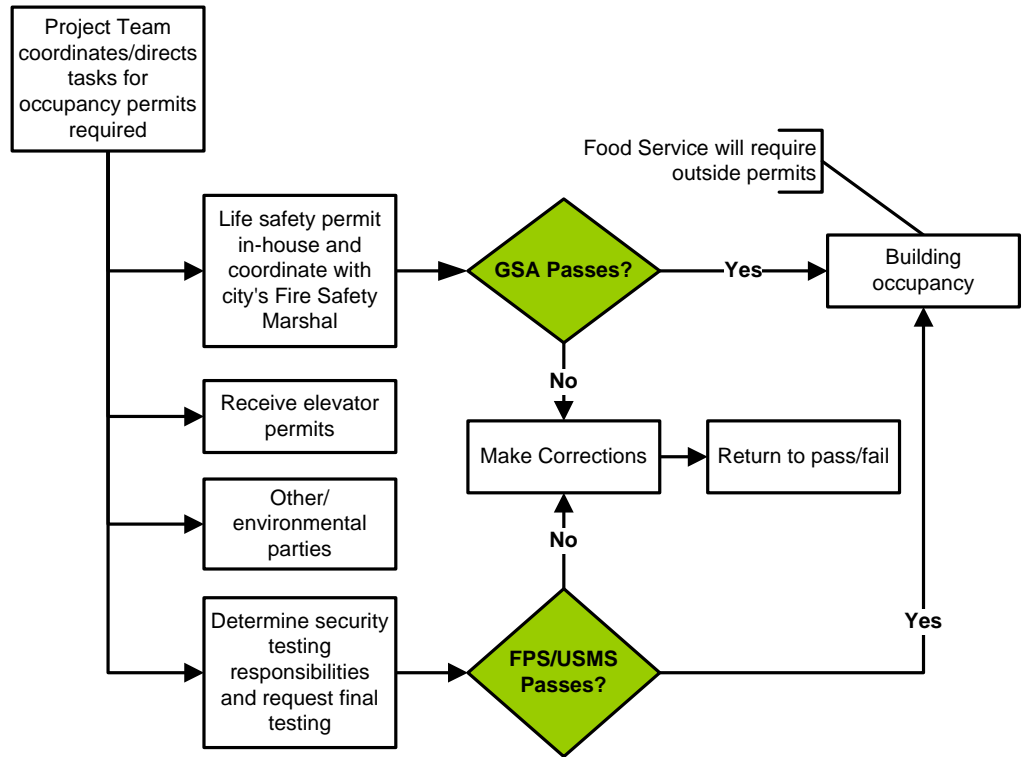 Project Team
coordinates/directs
tasks for
occupancy permits
required
Food Service will require
outside permits
Life safety permit
in-house and
coordinate with
city's Fire Safety
Marshal
GSA Passes?
Yes
Building
occupancy
No
Receive elevator
permits
Make Corrections
Return to pass/fail
Other/
environmental
parties
No
Determine security
testing
responsibilities
and request final
testing
FPS/USMS
Passes?
Yes